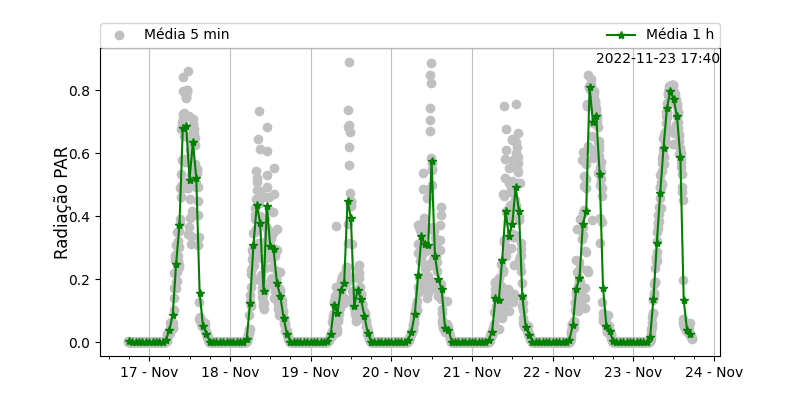 Média 5 min Média 1 h
2022-11-23 17:40
Radiação PAR
0.8
0.6
0.4
0.2
0.0
17 - Nov 18 - Nov 19 - Nov 20 - Nov 21 - Nov 22 - Nov 23 - Nov 24 - Nov